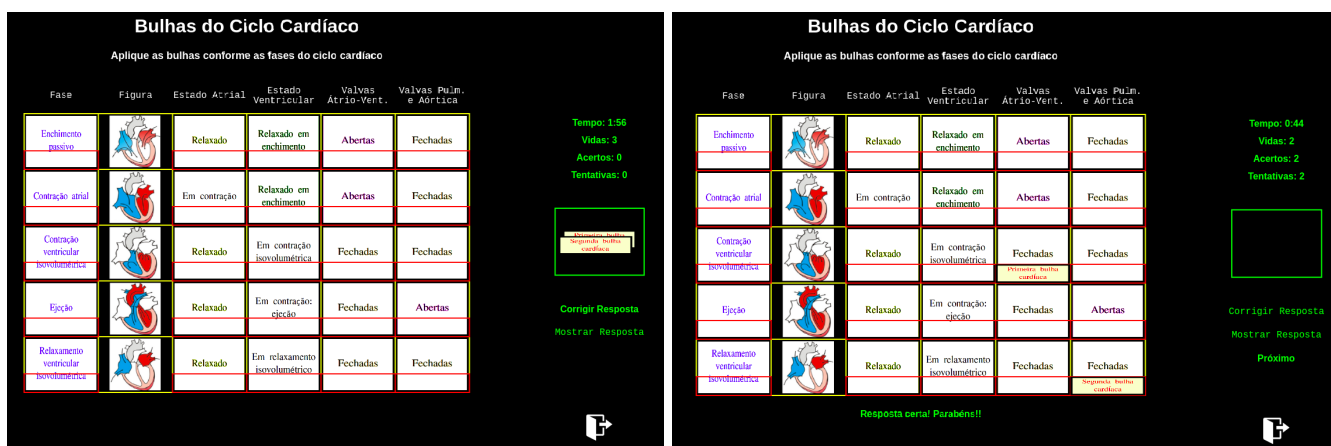 Bulhas do Ciclo Cardíaco
Aplique as bulhas conforme as fases do ciclo cardíaco
Fase Figura Estado Atrial Estado Ventricular Valvas Átrio-Vent. Valvas Pulm. e Aórtica
Enchimento passivo Relaxado Relaxado em enchimento Abertas Fechadas
Contração atrial Em contração Relaxado em enchimento Abertas Fechadas
Contração ventricular isovolumétrica Relaxado Em contração isovolumétrica Fechadas Fechadas
Ejeção Relaxado Em contração: ejeção Fechadas Abertas
Relaxamento ventricular isovolumétrica Relaxado Em relaxamento isovolumétrico Fechadas Fechadas
Tempo: 1:56
Vidas: 3
Acertos: 0
Tentativas: 0
Primeira bulha
Segunda bulha
cardíaca
Corrigir Resposta
Mostrar Resposta
Bulhas do Ciclo Cardíaco
Aplique as bulhas conforme as fases do ciclo cardíaco
Fase Figura Estado Atrial Estado Ventricular Valvas Átrio-Vent. Valvas Pulm. e Aórtica
Enchimento passivo Relaxado Relaxado em enchimento Abertas Fechadas
Contração atrial Em contração Relaxado em enchimento Abertas Fechadas
Contração ventricular isovolumétrica Relaxado Em contração isovolumétrica Fechadas Fechadas
Primeira bulha
cardíaca
Ejeção Relaxado Em contração: ejeção Fechadas Abertas
Relaxamento ventricular isovolumétrica Relaxado Em relaxamento isovolumétrico Fechadas Fechadas
Segunda bulha
cardíaca
Resposta certa! Parabéns!!
Tempo: 0:44
Vidas: 2
Acertos: 2
Tentativas: 2
Corrigir Resposta
Mostrar Resposta
Próximo